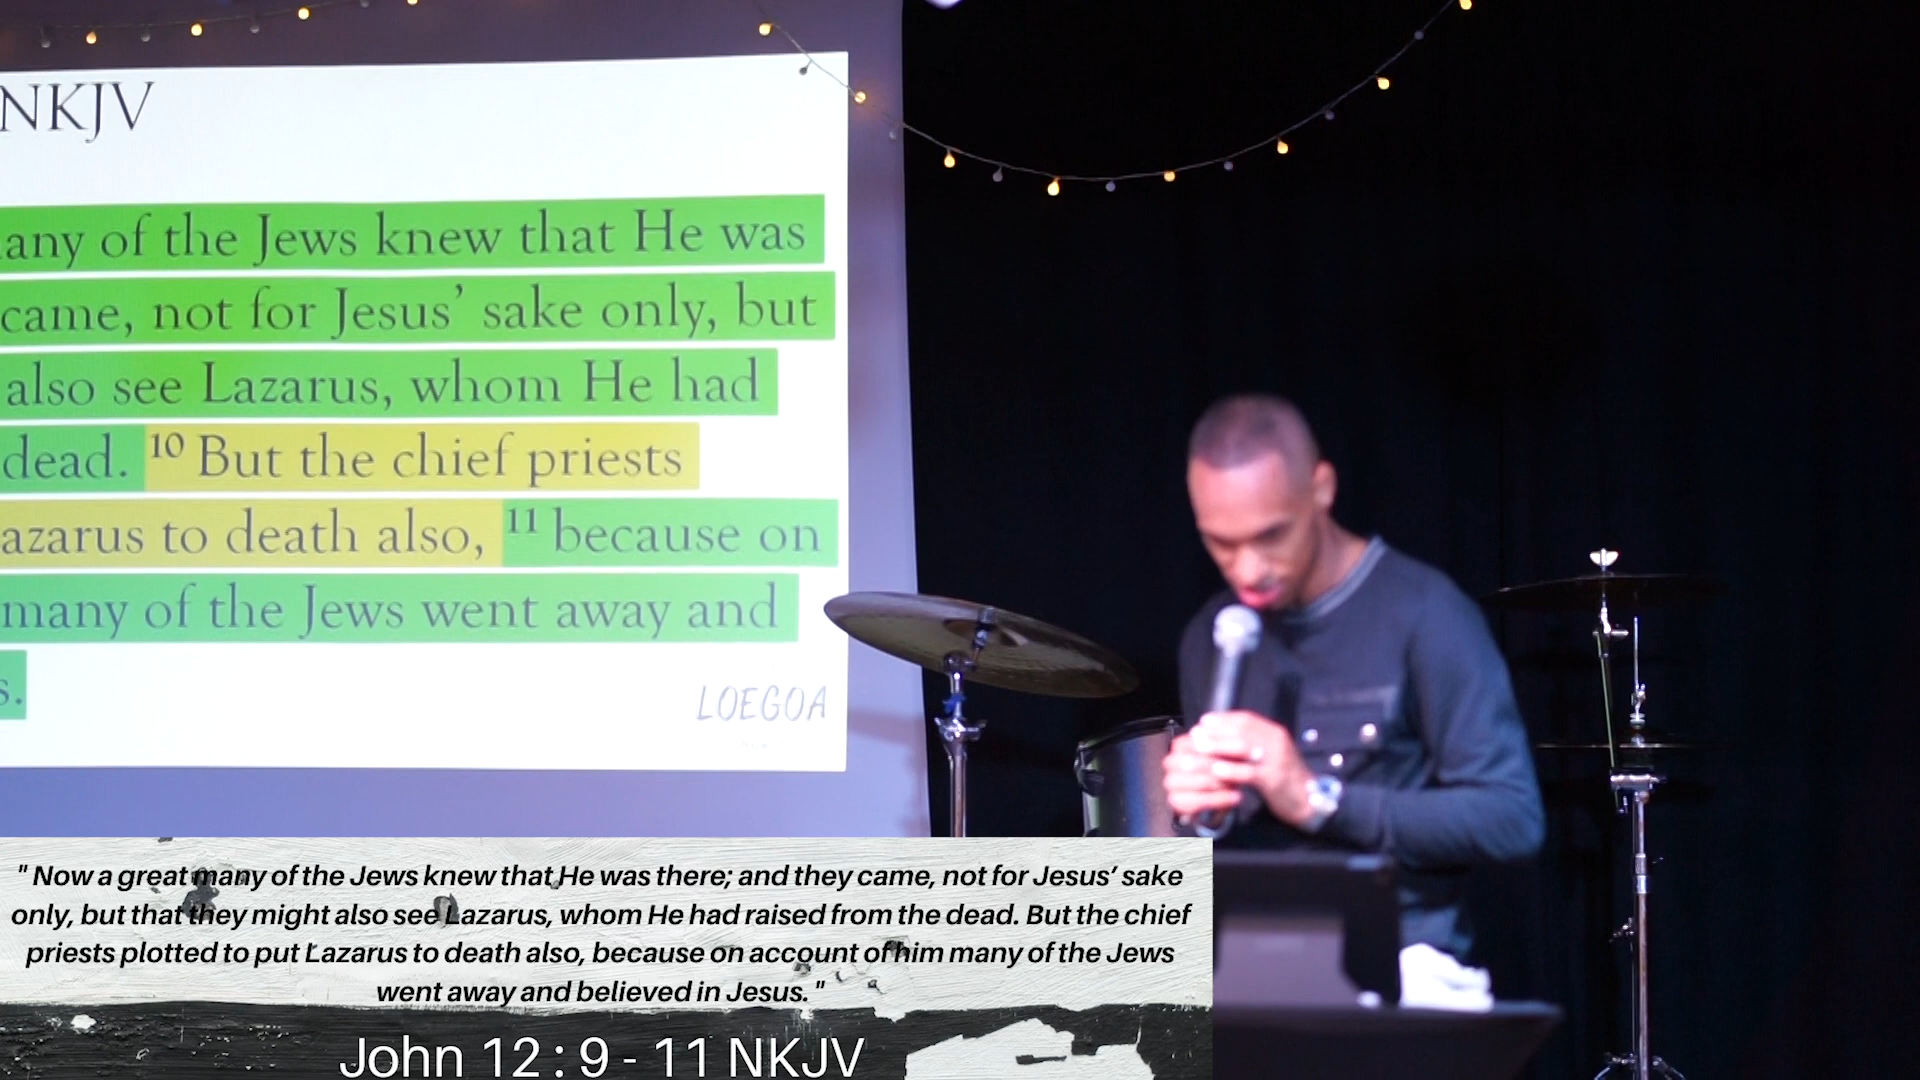 NKJV
any of the Jews knew that He was
came, not for Jesus’ sake only, but
also see Lazarus, whom He had
dead. 10 But the chief priests
azarus to death also, 11 because on
many of the Jews went away and
s.
LOEGOA
" Now a great many of the Jews knew that He was there; and they came, not for Jesus’ sake
only, but that they might also see Lazarus, whom He had raised from the dead. But the chief
priests plotted to put Lazarus to death also, because on account of him many of the Jews
went away and believed in Jesus. "
John 12 : 9 - 11 NKJV